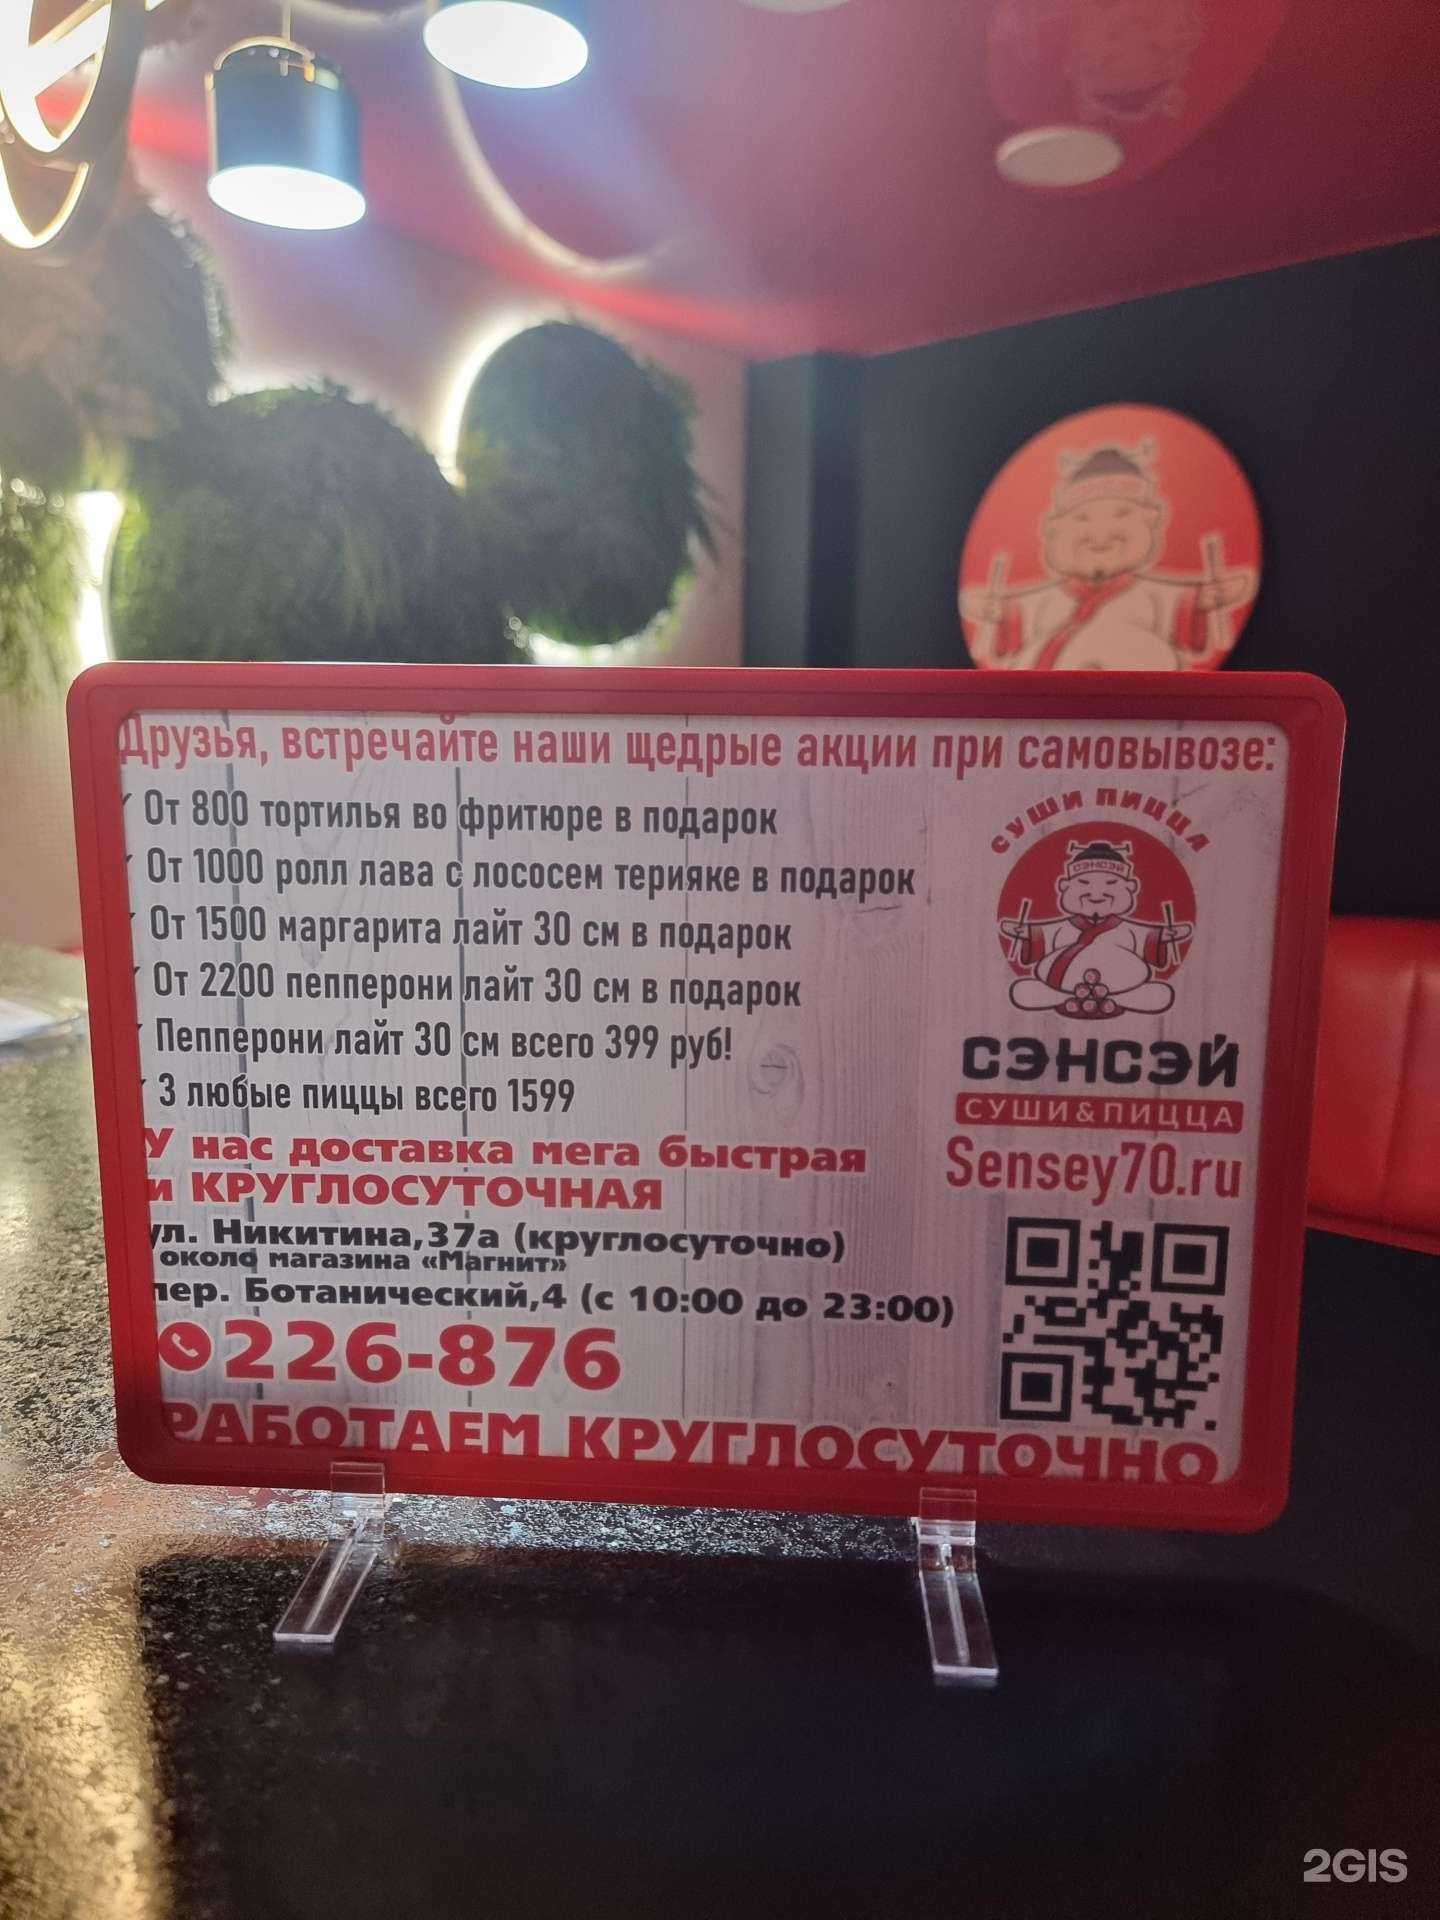 Друзья, встречайте наши щедрые акции при самовывозе:
От 800 тортилья во фритюре в подарок
От 1000 ролл лава с лососем терияке в подарок
От 1500 маргарита лайт 30 см в подарок
От 2200 пепперони лайт 30 см в подарок
Пепперони лайт 30 см всего 399 руб!
3 любые пиццы всего 1599
У нас доставка мега быстрая
и КРУГЛОСУТОЧНАЯ
ул. Никитина,37а (круглосуточно)
около магазина «Магнит»
пер. Ботанический,4 (с 10:00 до 23:00)
226-876
РАБОТАЕМ КРУГЛОСУТОЧНО
СУШИ ПИЦЦА
СЭНСЭЙ
СЭНСЭЙ
СУШИ&ПИЦЦА
Sensey70.ru
2GIS